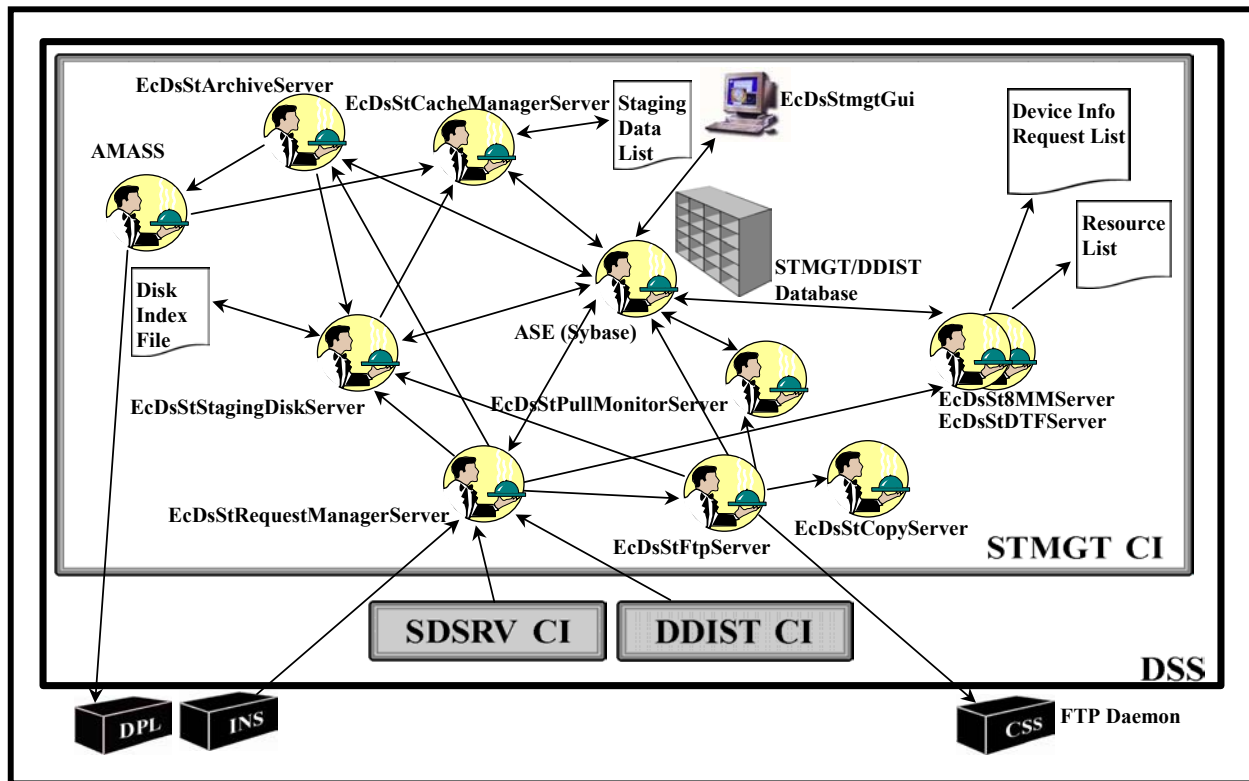 EcDsStArchiveServer
EcDsStCacheManagerServer
Staging
Data
List
EcDsStmgtGui
Device Info
Request List
AMASS
Resource
List
STMGT/DDIST
Database
Disk
Index
File
ASE (Sybase)
EcDsStStagingDiskServer
EcDsStPullMonitorServer
EcDsSt8MMServer
EcDsStDTFServer
EcDsStRequestManagerServer
EcDsStFtpServer
EcDsStCopyServer
STMGT CI
SDSRV CI
DDIST CI
DSS
DPL
INS
CSS
FTP Daemon